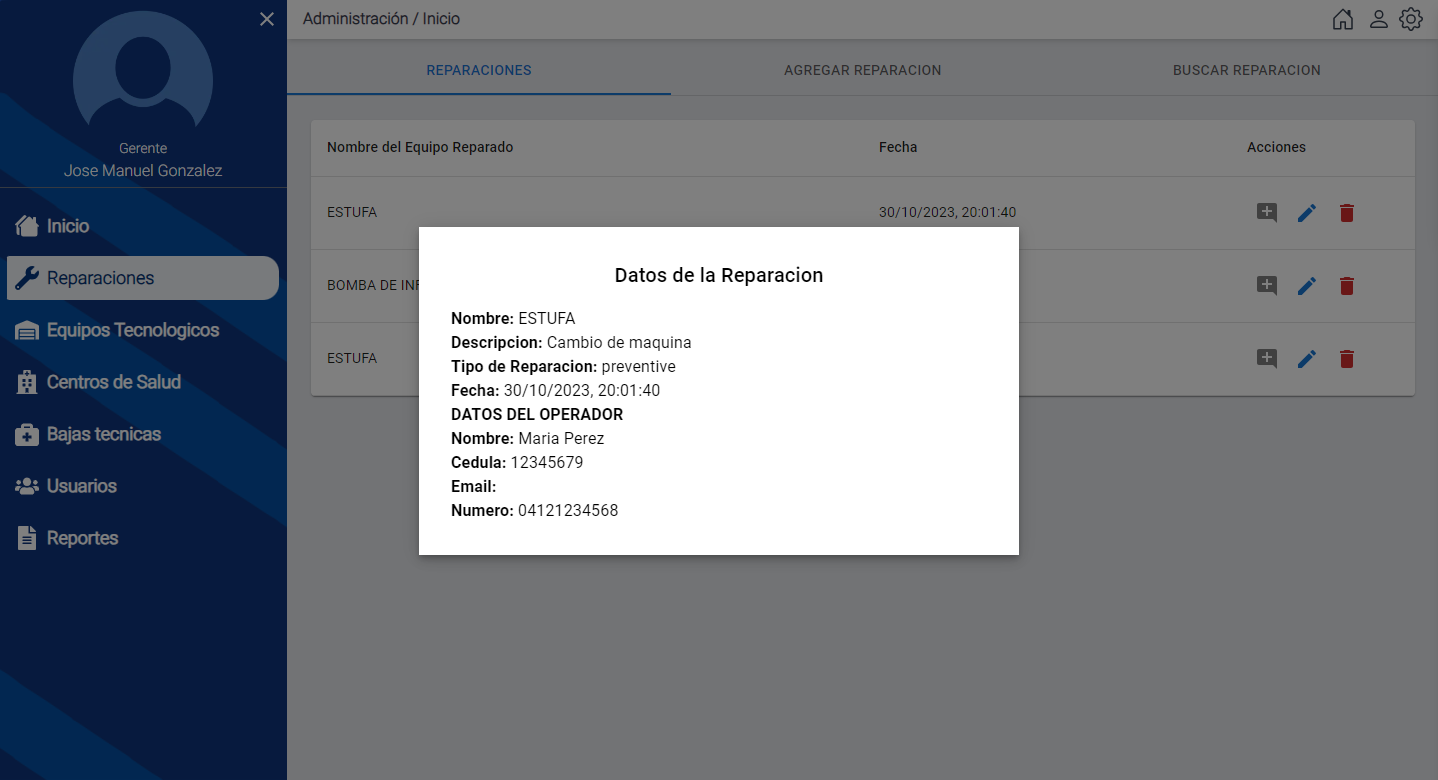 Gerente
Jose Manuel Gonzalez
Inicio
Reparaciones
Equipos Tecnologicos
Centros de Salud
Bajas tecnicas
Usuarios
Reportes
Administración / Inicio
REPARACIONES AGREGAR REPARACION BUSCAR REPARACION
Nombre del Equipo Reparado Fecha Acciones
ESTUFA 30/10/2023, 20:01:40
BOMBA DE
ESTUFA
Datos de la Reparacion
Nombre: ESTUFA
Descripcion: Cambio de maquina
Tipo de Reparacion: preventive
Fecha: 30/10/2023, 20:01:40
DATOS DEL OPERADOR
Nombre: Maria Perez
Cedula: 12345679
Email:
Numero: 04121234568